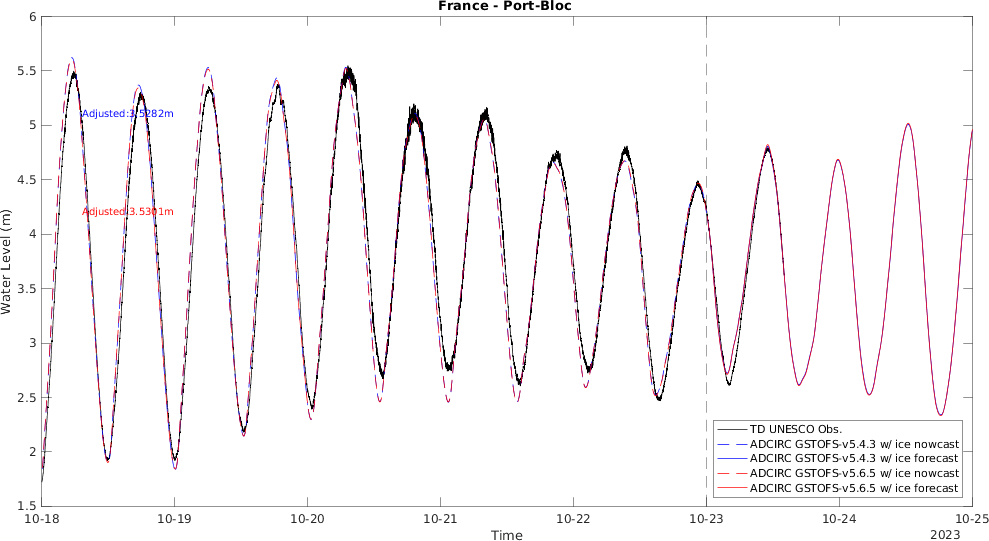 France - Port-Bloc
6
5.5
5
4.5
4
3.5
3
2.5
2
1.5
Water Level (m)
Adjusted:3.5282m
Adjusted:3.5301m
TD UNESCO Obs.
ADCIRC GSTOFS-v5.4.3 w/ ice nowcast
ADCIRC GSTOFS-v5.4.3 w/ ice forecast
ADCIRC GSTOFS-v5.6.5 w/ ice nowcast
ADCIRC GSTOFS-v5.6.5 w/ ice forecast
10-18 10-19 10-20 10-21 10-22 10-23 10-24 10-25
Time
2023